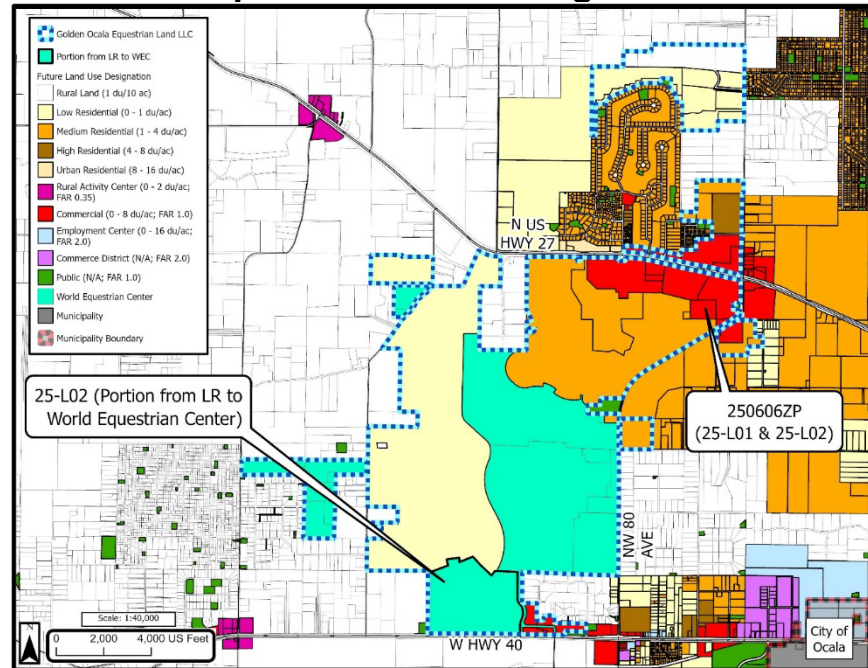 Golden Ocala Equestrian Land LLC
Portion from LR to WEC
Future Land Use Designation
Rural Land (1 du/10 ac)
Low Residential (0 - 1 du/ac)
Medium Residential (1 - 4 du/ac)
High Residential (4 - 8 du/ac)
Urban Residential (8 - 16 du/ac)
Rural Activity Center (0 - 2 du/ac;
FAR 0.35)
Commercial (0 - 8 du/ac; FAR 1.0)
Employment Center (0 - 16 du/ac;
FAR 2.0)
Commerce District (N/A; FAR 2.0)
Public (N/A; FAR 1.0)
World Equestrian Center
Municipality
Municipality Boundary
N US
HWY 27
25-L02 (Portion from LR to
World Equestrian Center)
250606ZP
(25-L01 & 25-L02)
NW 80
AVE
Scale: 1:40,000
N
0 2,000 4,000 US Feet
W HWY 40
City of
Ocala